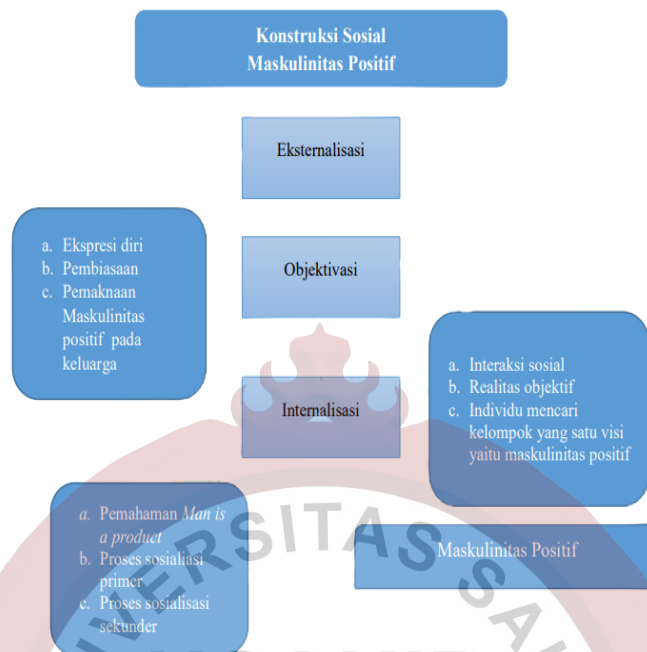 Konstruksi Sosial
Maskulinitas Positif
Eksternalisasi
a. Ekspresi diri
b. Pembiasaan
c. Pemaknaan
Maskulinitas
positif pada
keluarga
Objektivasi
a. Interaksi sosial
b. Realitas objektif
c. Individu mencari
kelompok yang satu visi
yaitu maskulinitas positif
Internalisasi
a. Pemahaman Man is
a product
b. Proses sosialiasi
primer
c. Proses sosialisasi
sekunder
Maskulinitas Positif